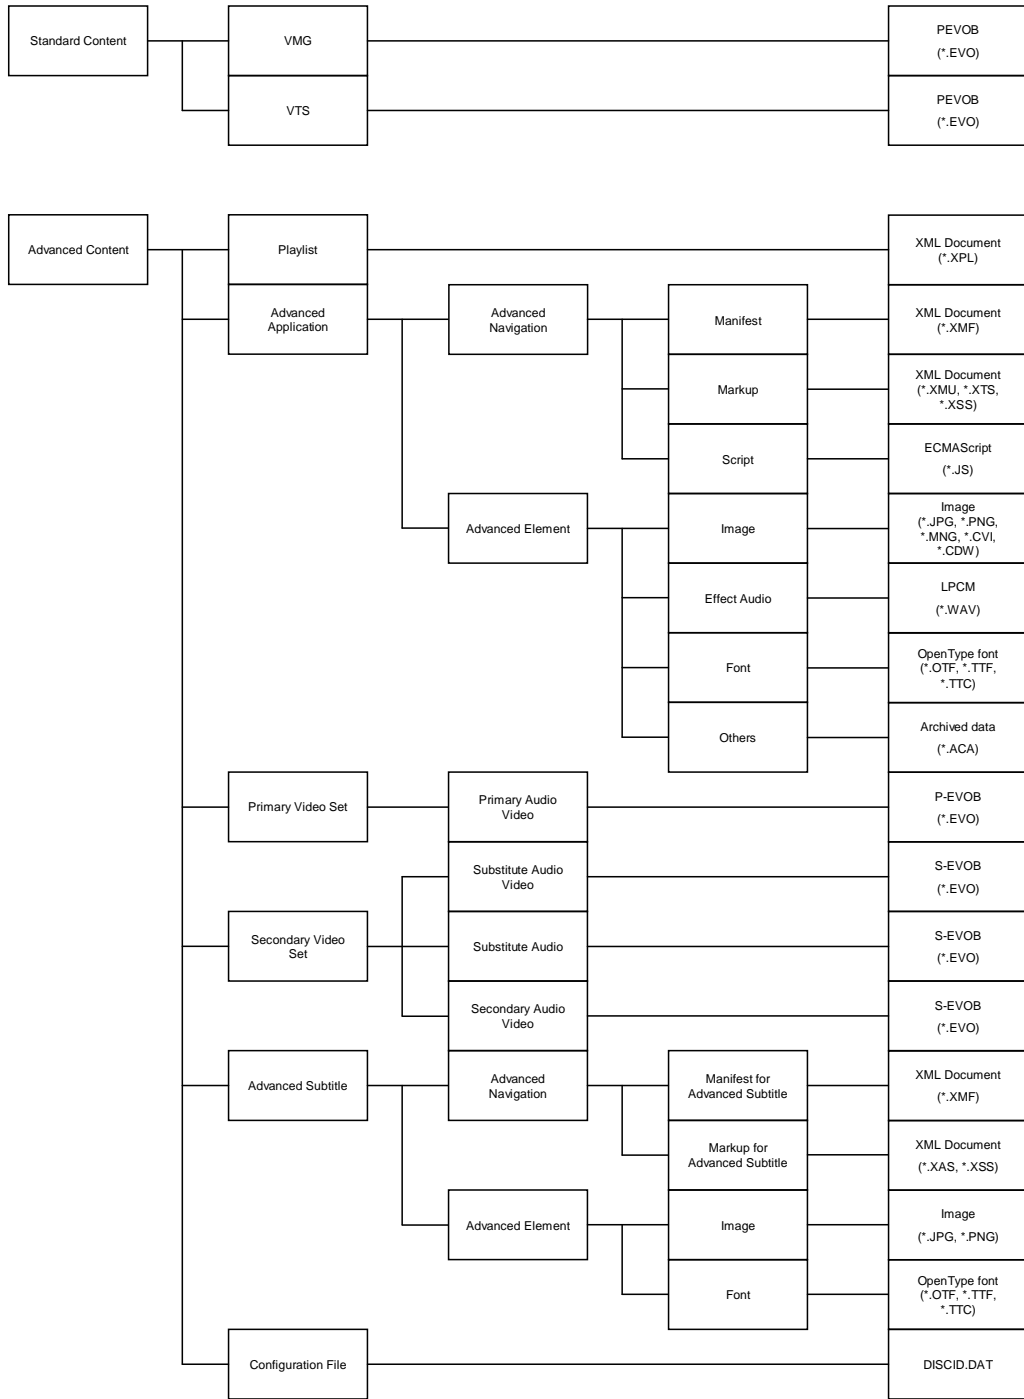 Standard Content
VMG
PEVOB
(*.EVO)
VTS
PEVOB
(*.EVO)
Advanced Content
Playlist
XML Document
(*.XPL)
Advanced
Application
Advanced
Navigation
Manifest
XML Document
(*.XMF)
Markup
XML Document
(*.XMU, *.XTS,
*.XSS)
Script
ECMAScript
(*.JS)
Advanced Element
Image
Image
(*.JPG, *.PNG,
*.MNG, *.CVI,
*.CDW)
Effect Audio
LPCM
(*.WAV)
Font
OpenType font
(*.OTF, *.TTF,
*.TTC)
Others
Archived data
(*.ACA)
Primary Video Set
Primary Audio
Video
P-EVOB
(*.EVO)
Secondary Video
Set
Substitute Audio
Video
S-EVOB
(*.EVO)
Substitute Audio
S-EVOB
(*.EVO)
Secondary Audio
Video
S-EVOB
(*.EVO)
Advanced Subtitle
Advanced
Navigation
Manifest for
Advanced Subtitle
XML Document
(*.XMF)
Markup for
Advanced Subtitle
XML Document
(*.XAS, *.XSS)
Advanced Element
Image
Image
(*.JPG, *.PNG)
Font
OpenType font
(*.OTF, *.TTF,
*.TTC)
Configuration File
DISCID.DAT